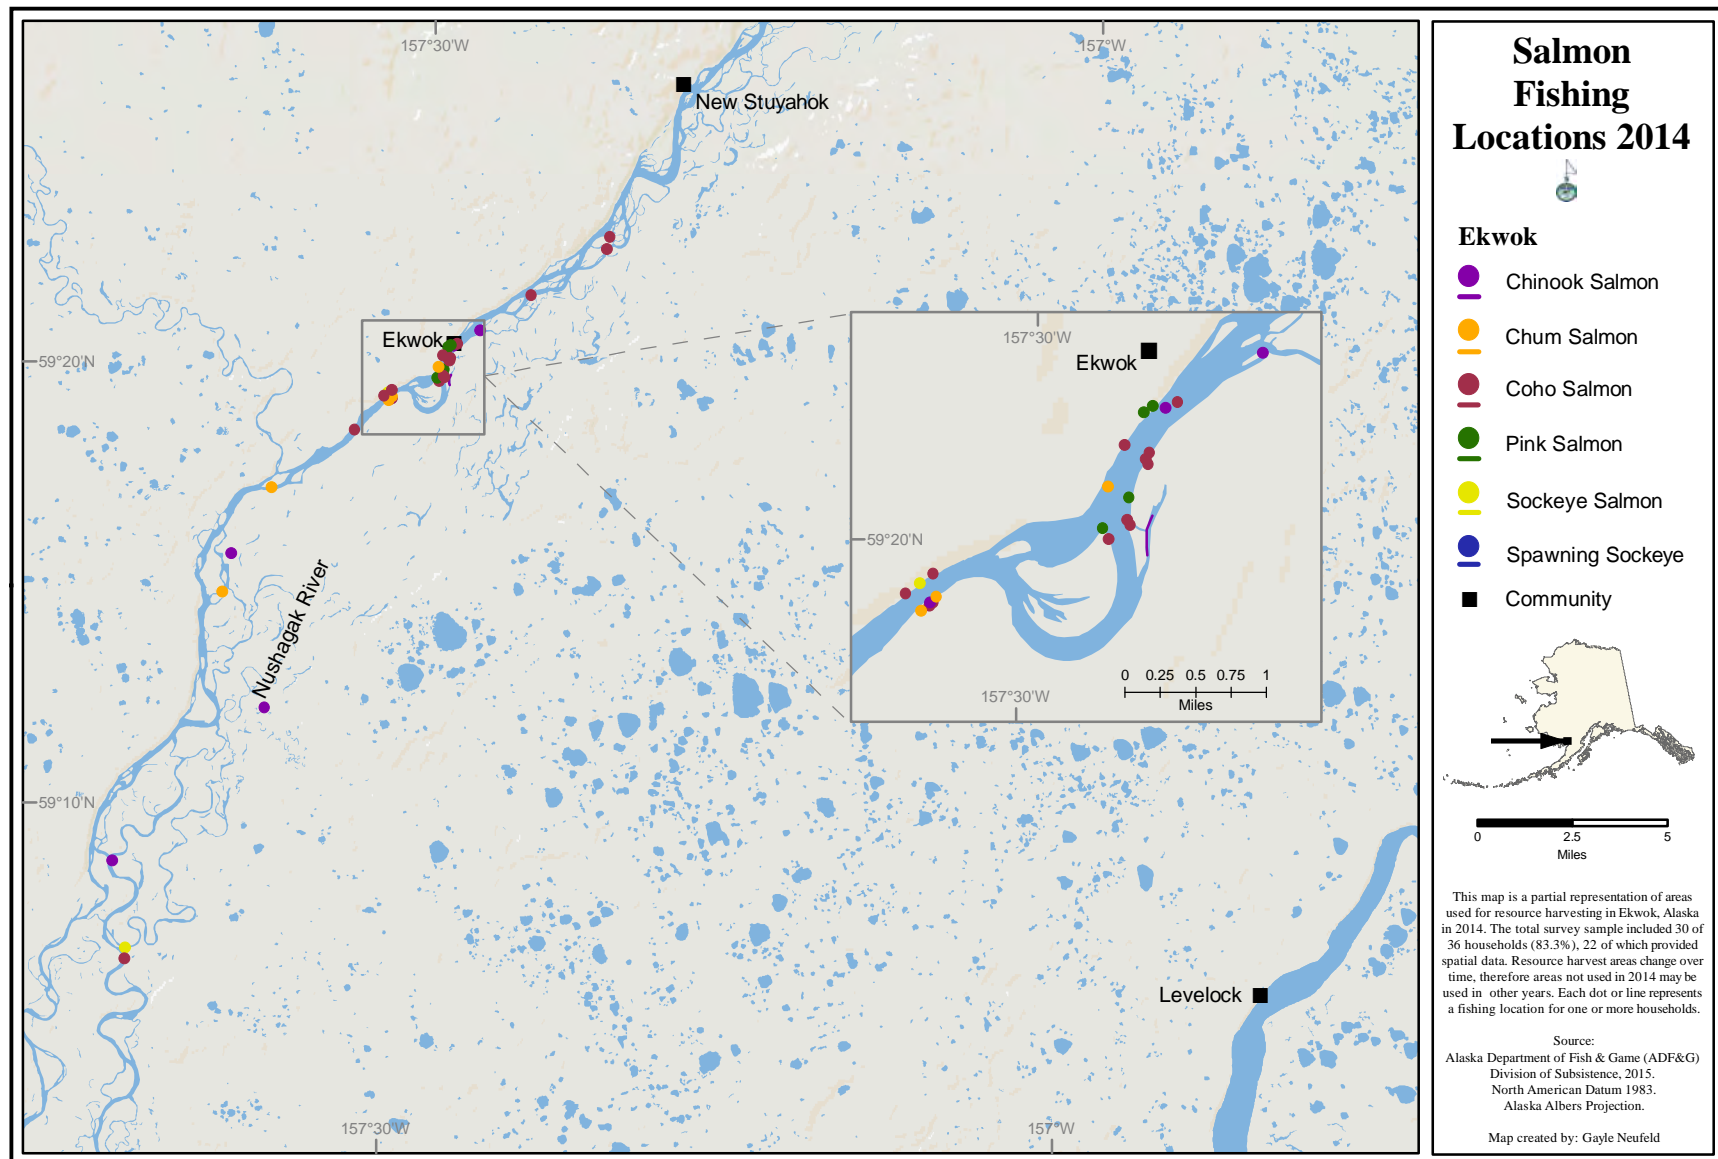 157°30'W
157°W
New Stuyahok
Ekwok
59°20'N
157°30'W
Ekwok
59°20'N
0 0.25 0.5 0.75 1
Miles
157°30'W
Nushagak River
59°10'N
Levelock
157°30'W
157°W
Salmon
Fishing
Locations 2014
N
Ekwok
Chinook Salmon
Chum Salmon
Coho Salmon
Pink Salmon
Sockeye Salmon
Spawning Sockeye
Community
0 2.5 5
Miles
This map is a partial representation of areas
used for resource harvesting in Ekwok, Alaska
in 2014. The total survey sample included 30 of
36 households (83.3%), 22 of which provided
spatial data. Resource harvest areas change over
time, therefore areas not used in 2014 may be
used in other years. Each dot or line represents
a fishing location for one or more households.
Source:
Alaska Department of Fish & Game (ADF&G)
Division of Subsistence, 2015.
North American Datum 1983.
Alaska Albers Projection.
Map created by: Gayle Neufeld